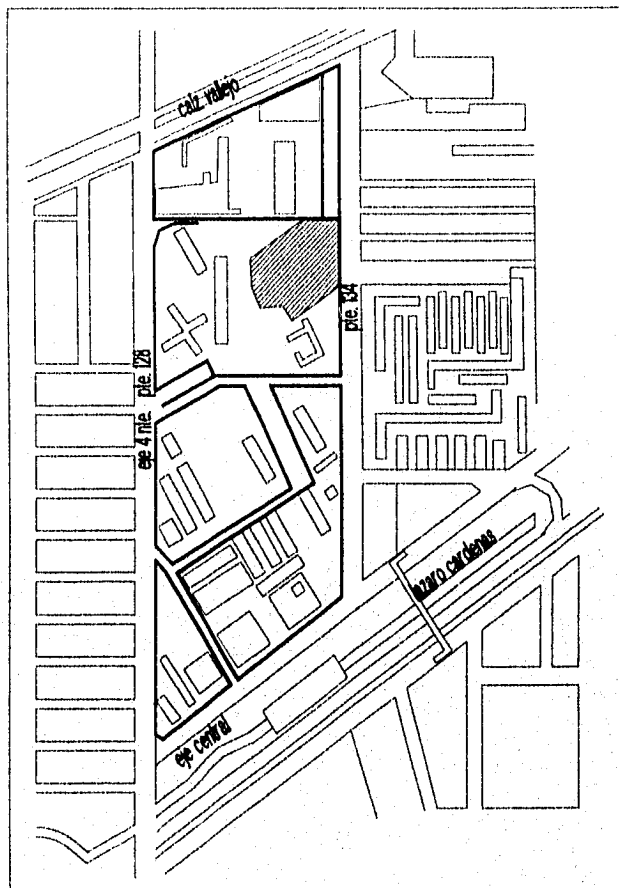 calz vallejo
pte. 134
eje 4 nte. pte. 128
lazaro cardenas
eje central